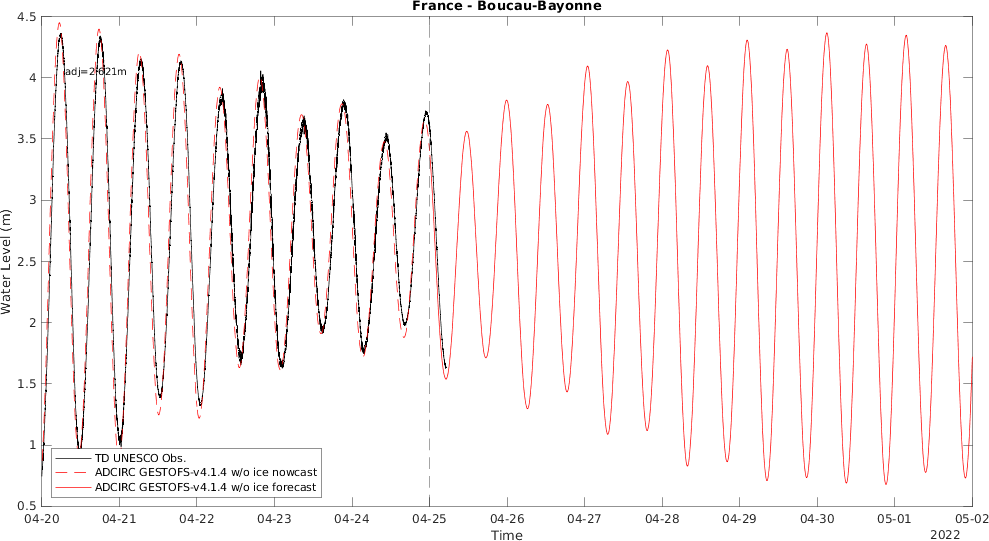 France - Boucau-Bayonne
4.5
4
3.5
3
2.5
2
1.5
1
0.5
Water Level (m)
adj=2.621m
TD UNESCO Obs.
ADCIRC GESTOFS-v4.1.4 w/o ice nowcast
ADCIRC GESTOFS-v4.1.4 w/o ice forecast
04-20 04-21 04-22 04-23 04-24 04-25 04-26 04-27 04-28 04-29 04-30 05-01 05-02
Time
2022